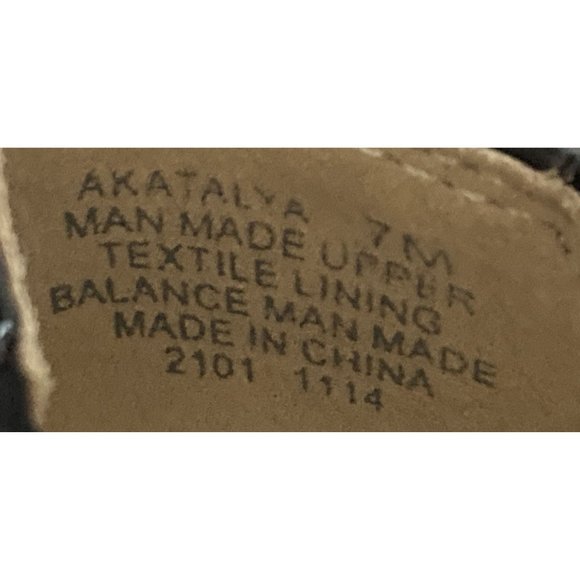 AKATALYA 7M
MAN MADE UPPER
TEXTILE LINING
BALANCE MAN MADE
MADE IN CHINA
2101 1114